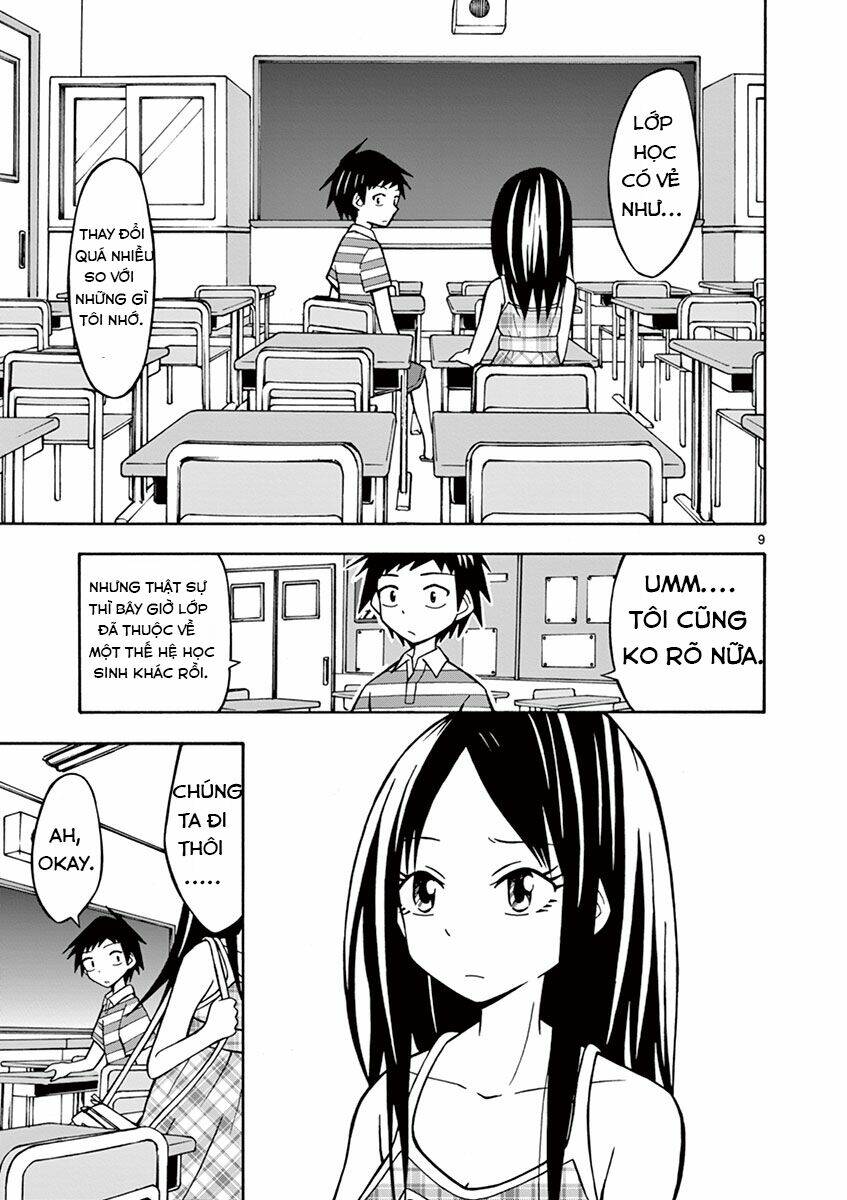 LỚP
HỌC
CÓ VẺ
NHƯ...
THAY ĐỔI
QUÁ NHIỀU
SO VỚI
NHỮNG GÌ
TÔI NHỚ.
9
UMM....
TÔI CŨNG
KO RÕ NỮA.
NHƯNG THẬT SỰ
THÌ BÂY GIỜ LỚP
ĐÃ THUỘC VỀ
MỘT THẾ HỆ HỌC
SINH KHÁC RỒI.
CHÚNG
TA ĐI
THÔI
.....
AH,
OKAY.